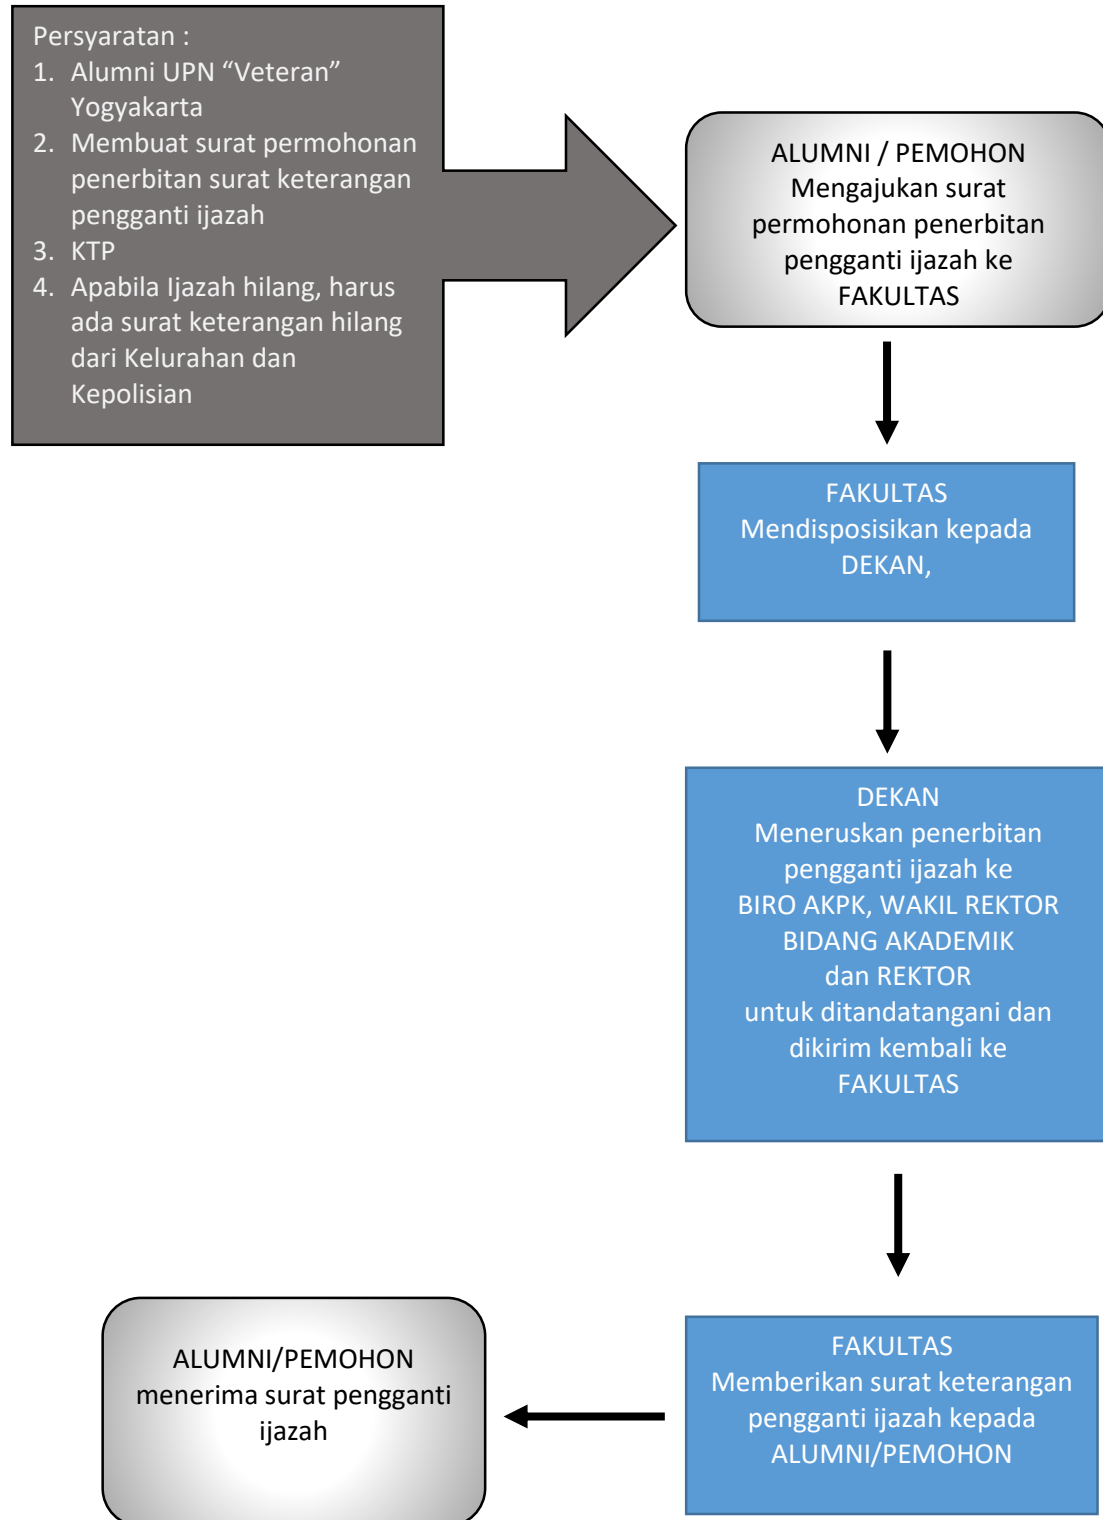 Persyaratan :
1. Alumni UPN “Veteran”
Yogyakarta
2. Membuat surat permohonan
penerbitan surat keterangan
pengganti ijazah
3. KTP
4. Apabila Ijazah hilang, harus
ada surat keterangan hilang
dari Kelurahan dan
Kepolisian
ALUMNI / PEMOHON
Mengajukan surat
permohonan penerbitan
pengganti ijazah ke
FAKULTAS
FAKULTAS
Mendisposisikan kepada
DEKAN,
DEKAN
Meneruskan penerbitan
pengganti ijazah ke
BIRO AKPK, WAKIL REKTOR
BIDANG AKADEMIK
dan REKTOR
untuk ditandatangani dan
dikirim kembali ke
FAKULTAS
FAKULTAS
Memberikan surat keterangan
pengganti ijazah kepada
ALUMNI/PEMOHON
ALUMNI/PEMOHON
menerima surat pengganti
ijazah